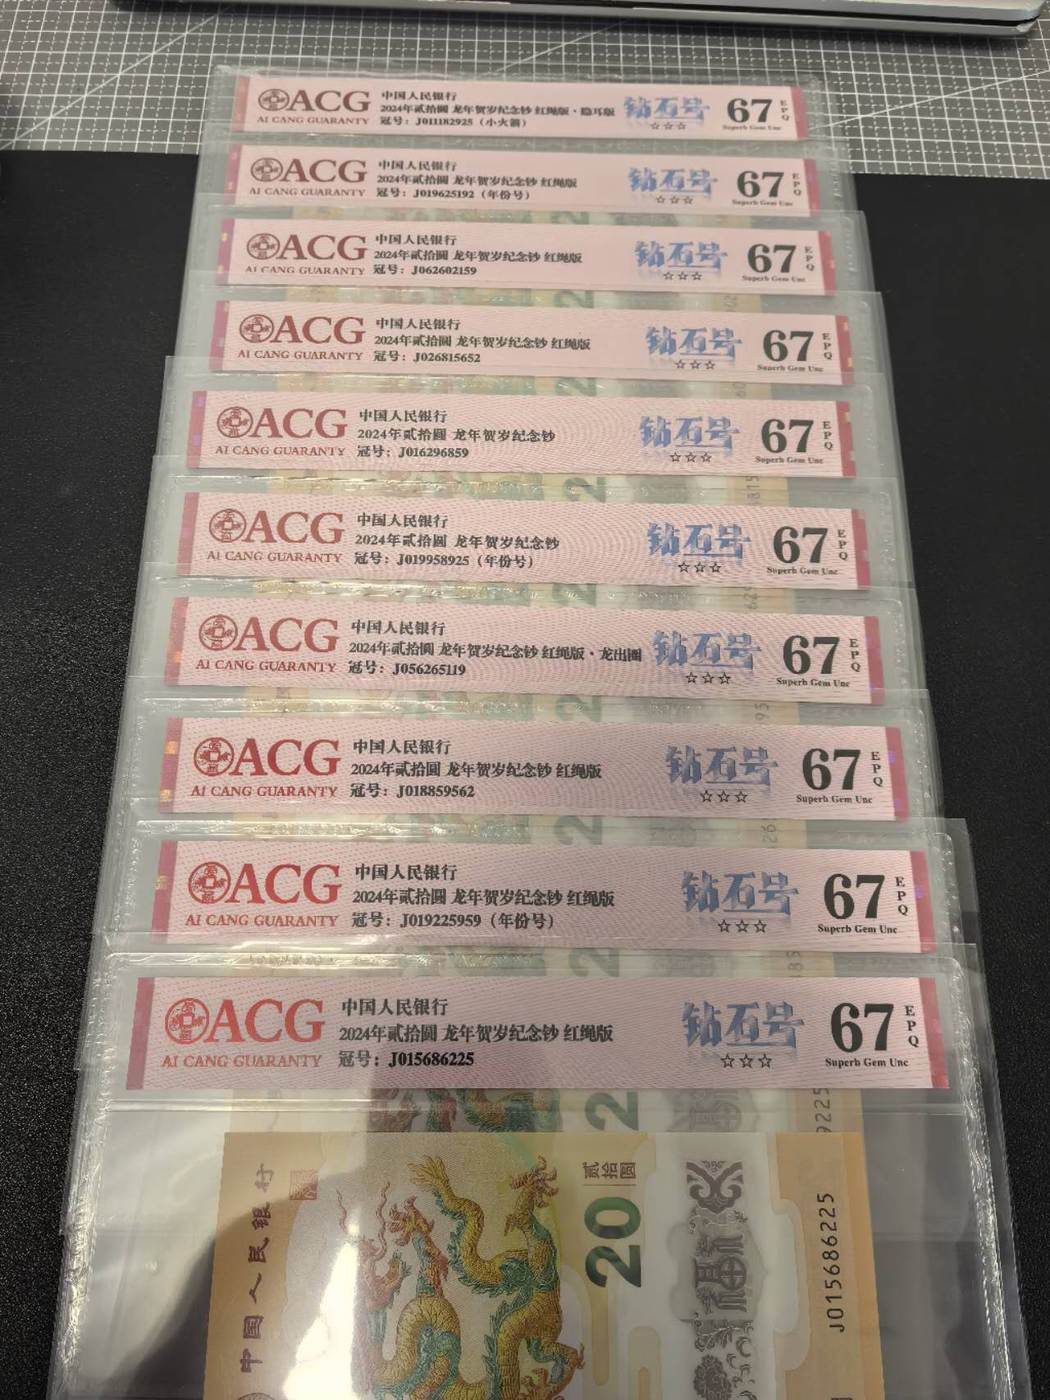 ACG
AI CANG GUARANTY
中国人民银行
2024年贰拾圆 龙年贺岁纪念钞 红绳版·隐耳版
冠号：J011182925（小火箭）
钻石号
☆☆☆
67
EPQ
Superb Gem Unc
ACG
AI CANG GUARANTY
中国人民银行
2024年贰拾圆 龙年贺岁纪念钞 红绳版
冠号：J019625192（年份号）
钻石号
☆☆☆
67
EPQ
Superb Gem Unc
ACG
AI CANG GUARANTY
中国人民银行
2024年贰拾圆 龙年贺岁纪念钞 红绳版
冠号：J062602159
钻石号
☆☆☆
67
EPQ
Superb Gem Unc
ACG
AI CANG GUARANTY
中国人民银行
2024年贰拾圆 龙年贺岁纪念钞 红绳版
冠号：J026815652
钻石号
☆☆☆
67
EPQ
Superb Gem Unc
ACG
AI CANG GUARANTY
中国人民银行
2024年贰拾圆 龙年贺岁纪念钞
冠号：J016296859
钻石号
☆☆☆
67
EPQ
Superb Gem Unc
ACG
AI CANG GUARANTY
中国人民银行
2024年贰拾圆 龙年贺岁纪念钞
冠号：J019958925（年份号）
钻石号
☆☆☆
67
EPQ
Superb Gem Unc
ACG
AI CANG GUARANTY
中国人民银行
2024年贰拾圆 龙年贺岁纪念钞 红绳版·龙出圈
冠号：J056265119
钻石号
☆☆☆
67
EPQ
Superb Gem Unc
ACG
AI CANG GUARANTY
中国人民银行
2024年贰拾圆 龙年贺岁纪念钞 红绳版
冠号：J018859562
钻石号
☆☆☆
67
EPQ
Superb Gem Unc
ACG
AI CANG GUARANTY
中国人民银行
2024年贰拾圆 龙年贺岁纪念钞 红绳版
冠号：J019225959（年份号）
钻石号
☆☆☆
67
EPQ
Superb Gem Unc
ACG
AI CANG GUARANTY
中国人民银行
2024年贰拾圆 龙年贺岁纪念钞 红绳版
冠号：J015686225
钻石号
☆☆☆
67
EPQ
Superb Gem Unc
中国人民银行
贰拾圆
20
J015686225